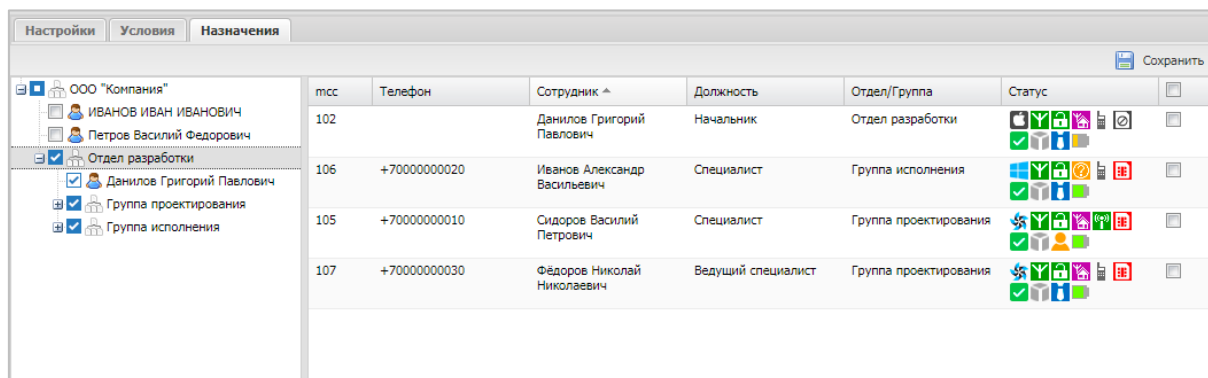 Настройки Условия Назначения
Сохранить
ООО "Компания"
ИВАНОВ ИВАН ИВАНОВИЧ
Петров Василий Федорович
Отдел разработки
Данилов Григорий Павлович
Группа проектирования
Группа исполнения
mcc Телефон Сотрудник Должность Отдел/Группа Статус
102 Данилов Григорий Начальник Отдел разработки
Павлович
106 +70000000020 Иванов Александр Специалист Группа исполнения
Васильевич
105 +70000000010 Сидоров Василий Специалист Группа проектирования
Петрович
107 +70000000030 Фёдоров Николай Ведущий специалист Группа проектирования
Николаевич